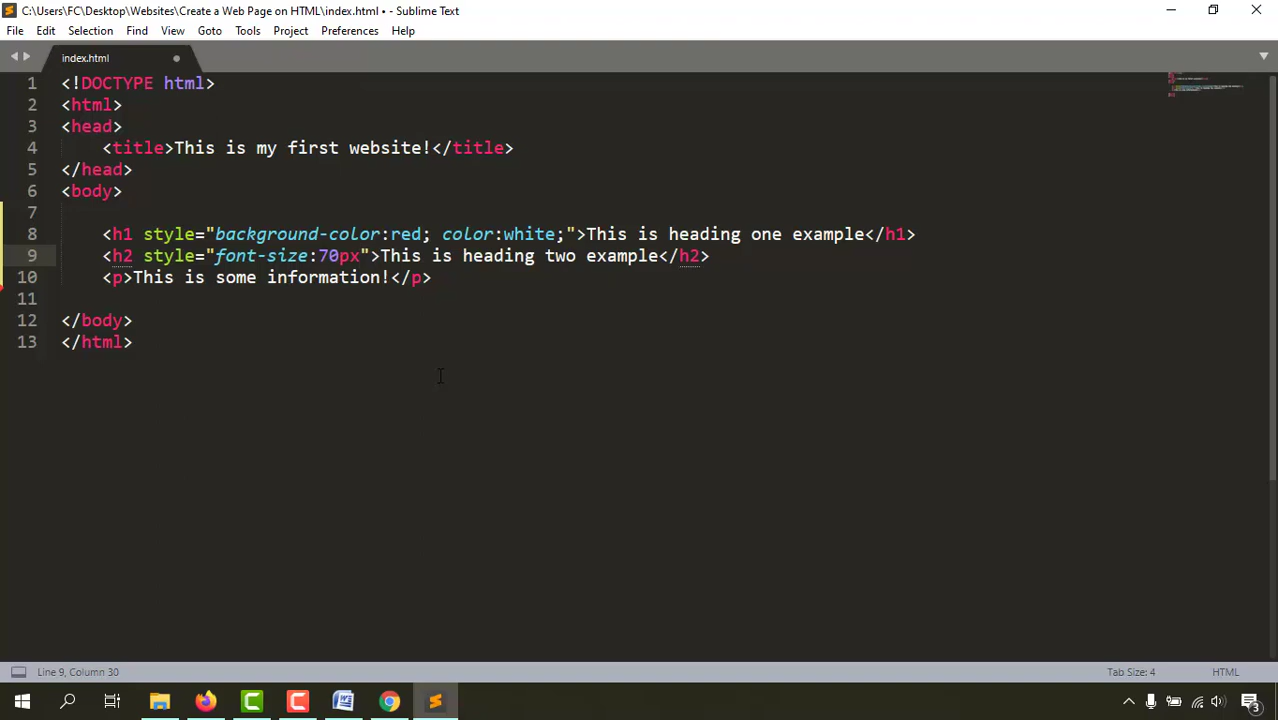 C:\Users\FC\Desktop\Websites\Create a Web Page on HTML\index.html • - Sublime Text
File Edit Selection Find View Goto Tools Project Preferences Help
index.html
1 <!DOCTYPE html>
2 <html>
3 <head>
4 <title>This is my first website!</title>
5 </head>
6 <body>
7
8 <h1 style="background-color:red; color:white;">This is heading one example</h1>
9 <h2 style="font-size:70px">This is heading two example</h2>
10 <p>This is some information!</p>
11
12 </body>
13 </html>
Line 9, Column 30 Tab Size: 4 HTML
3